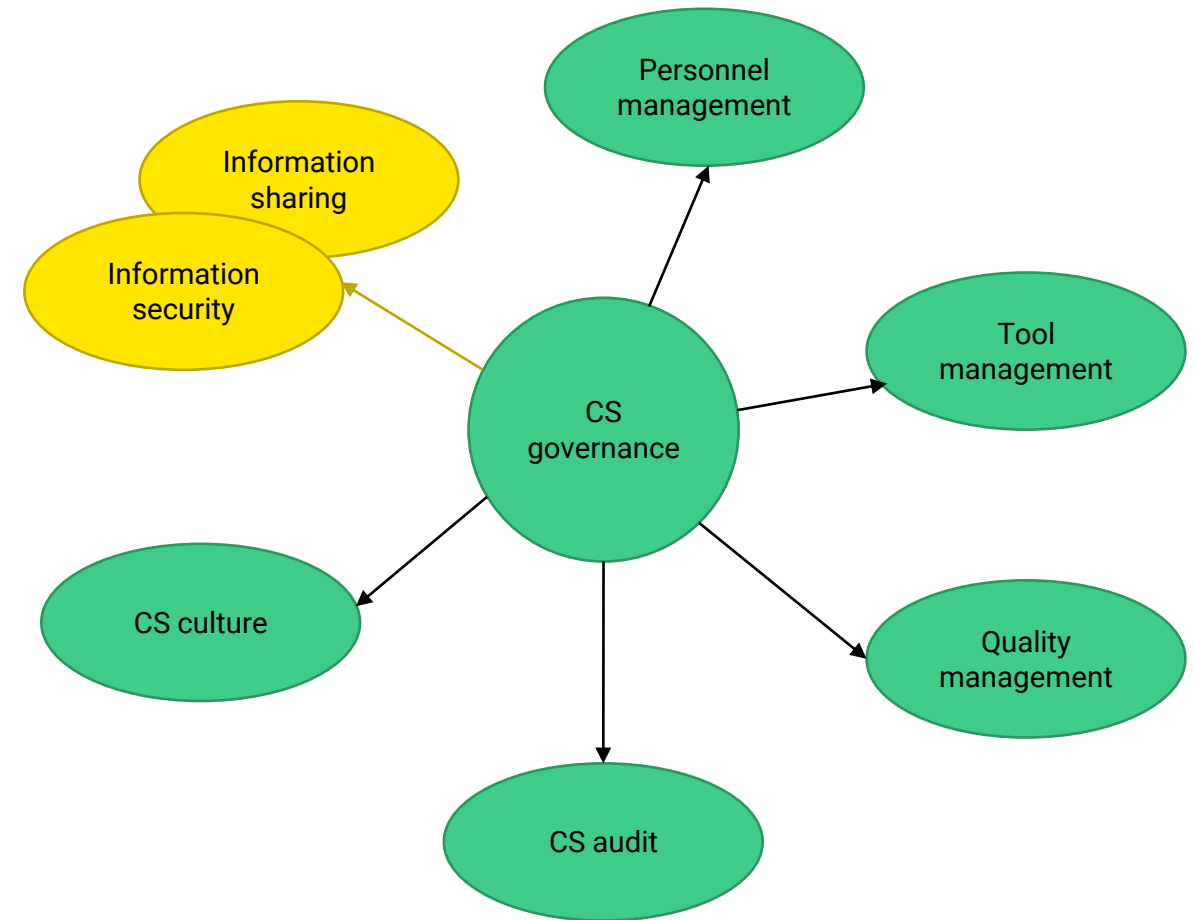 Personnel
management
Information
sharing
Information
security
Tool
management
CS
governance
CS culture
Quality
management
CS audit